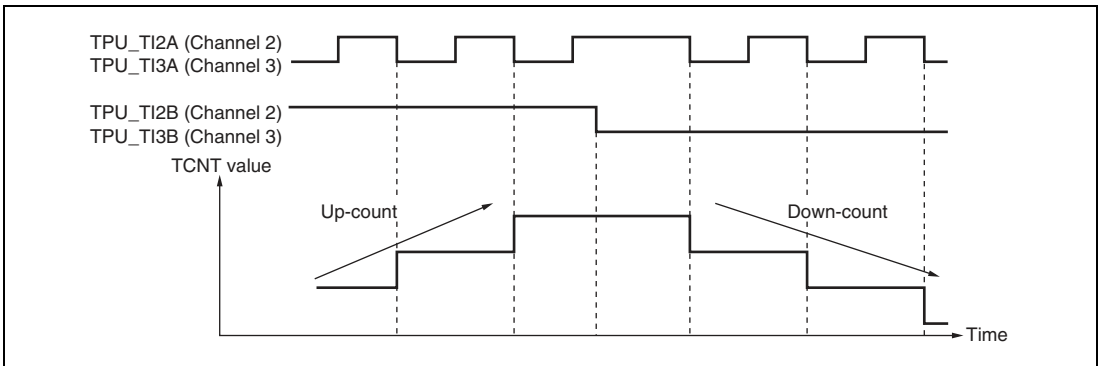 TPU_TI2A (Channel 2)
TPU_TI3A (Channel 3)
TPU_TI2B (Channel 2)
TPU_TI3B (Channel 3)
TCNT value
Up-count
Down-count
Time